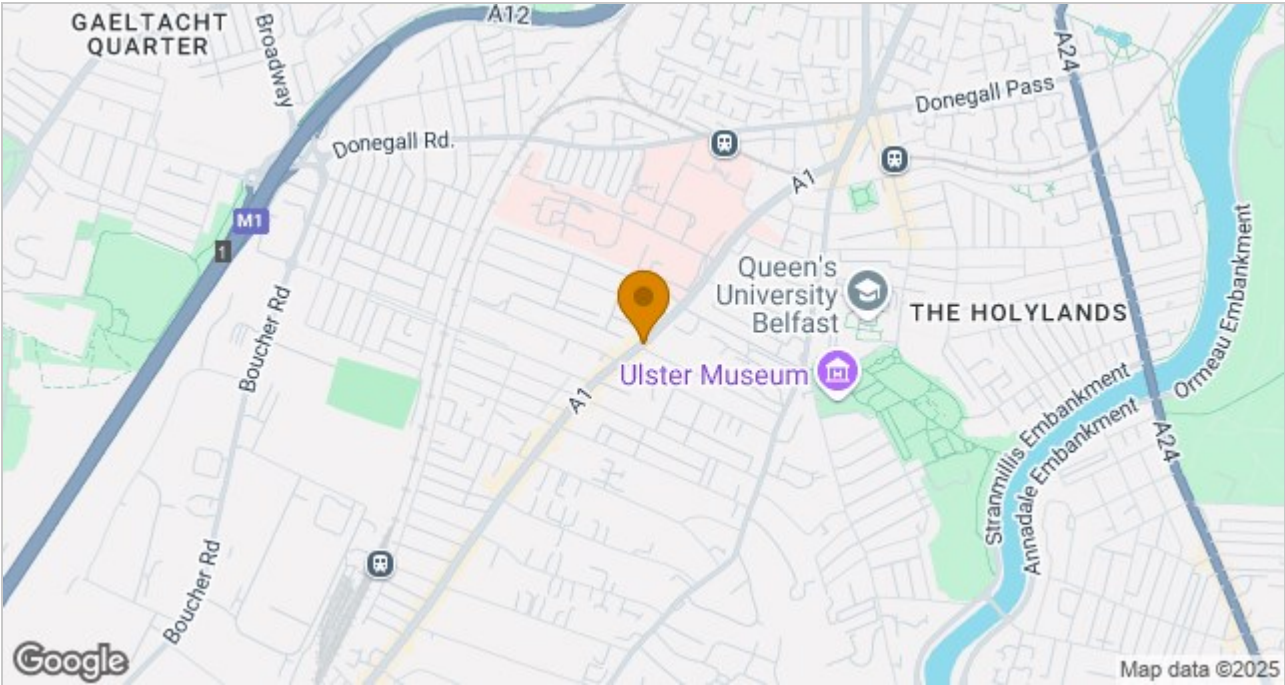 GAELTACHT
QUARTER
Broadway
A12
A24
Donegall Pass
Donegall Rd.
A1
M1
1
Queen's
University
Belfast
THE HOLYLANDS
Boucher Rd
Ulster Museum
A1
Ormeau Embankment
Stranmillis Embankment
Annadale Embankment
A24
Boucher Rd
Google
Map data ©2025